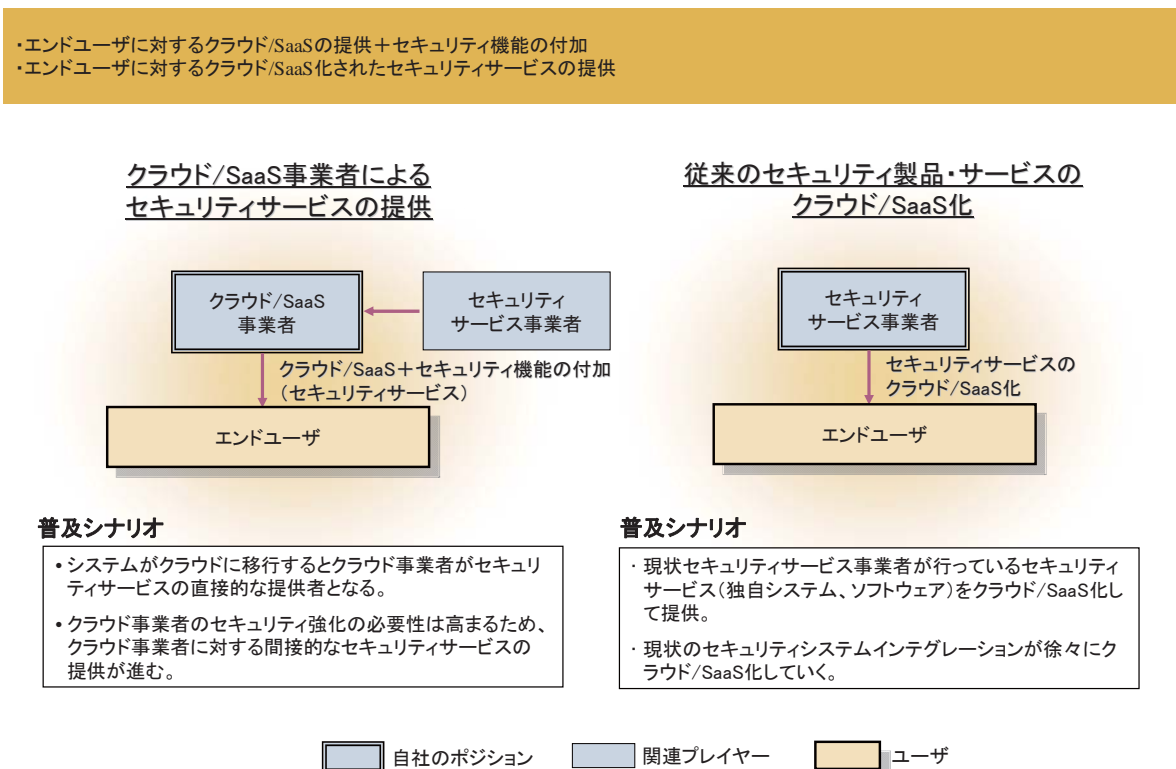 ・エンドユーザに対するクラウド/SaaSの提供＋セキュリティ機能の付加
・エンドユーザに対するクラウド/SaaS化されたセキュリティサービスの提供
クラウド/SaaS事業者による
セキュリティサービスの提供
クラウド/SaaS
事業者
セキュリティ
サービス事業者
クラウド/SaaS＋セキュリティ機能の付加
（セキュリティサービス）
エンドユーザ
普及シナリオ
• システムがクラウドに移行するとクラウド事業者がセキュリ
ティサービスの直接的な提供者となる。
• クラウド事業者のセキュリティ強化の必要性は高まるため、
クラウド事業者に対する間接的なセキュリティサービスの
提供が進む。
従来のセキュリティ製品・サービスの
クラウド/SaaS化
セキュリティ
サービス事業者
セキュリティサービスの
クラウド/SaaS化
エンドユーザ
普及シナリオ
・現状セキュリティサービス事業者が行っているセキュリティ
サービス（独自システム、ソフトウェア）をクラウド/SaaS化し
て提供。
・現状のセキュリティシステムインテグレーションが徐々にク
ラウド/SaaS化していく。
自社のポジション
関連プレイヤー
ユーザ